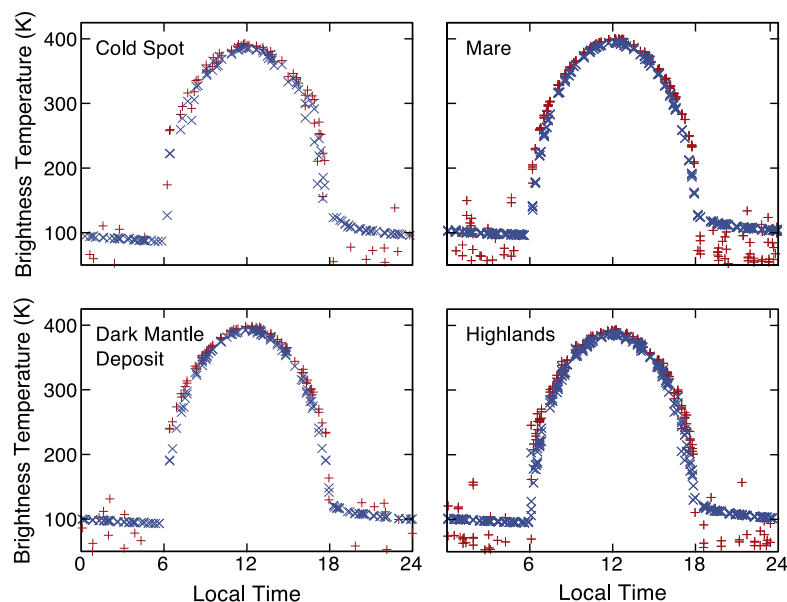 Brightness Temperature (K)
400
300
200
100
Cold Spot
Mare
Brightness Temperature (K)
400
300
200
100
Dark Mantle
Deposit
Highlands
0 6 12 18 24
6 12 18 24
Local Time
Local Time